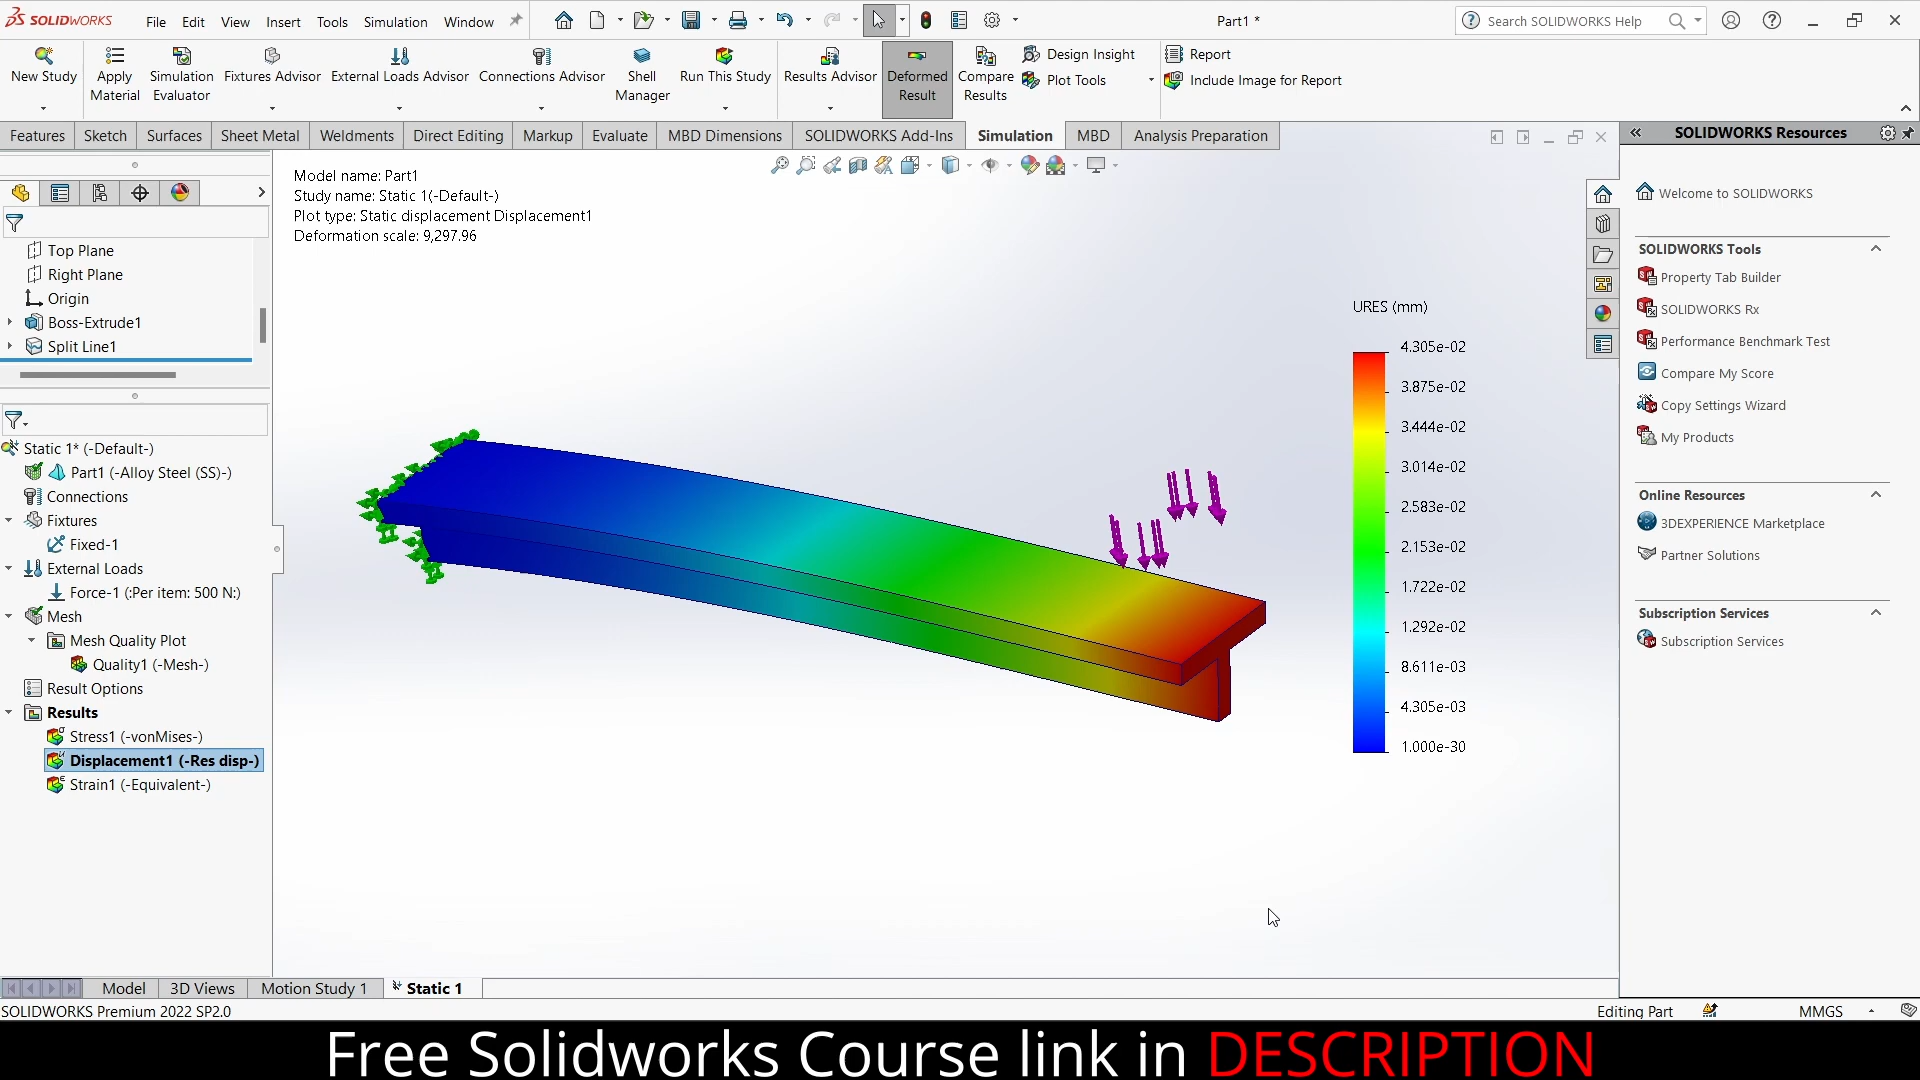 SOLIDWORKS File Edit View Insert Tools Simulation Window Part1 * Search SOLIDWORKS Help
New Study Apply Material Simulation Evaluator Fixtures Advisor External Loads Advisor Connections Advisor Shell Manager Run This Study Results Advisor Deformed Result Compare Results
Design Insight
Plot Tools
Report
Include Image for Report
Features Sketch Surfaces Sheet Metal Weldments Direct Editing Markup Evaluate MBD Dimensions SOLIDWORKS Add-Ins Simulation MBD Analysis Preparation
Top Plane
Right Plane
Origin
Boss-Extrude1
Split Line1
Static 1* (-Default-)
Part1 (-Alloy Steel (SS)-)
Connections
Fixtures
Fixed-1
External Loads
Force-1 (:Per item: 500 N:)
Mesh
Mesh Quality Plot
Quality1 (-Mesh-)
Result Options
Results
Stress1 (-vonMises-)
Displacement1 (-Res disp-)
Strain1 (-Equivalent-)
Model name: Part1
Study name: Static 1(-Default-)
Plot type: Static displacement Displacement1
Deformation scale: 9,297.96
URES (mm)
4.305e-02
3.875e-02
3.444e-02
3.014e-02
2.583e-02
2.153e-02
1.722e-02
1.292e-02
8.611e-03
4.305e-03
1.000e-30
SOLIDWORKS Resources
Welcome to SOLIDWORKS
SOLIDWORKS Tools
Property Tab Builder
SOLIDWORKS Rx
Performance Benchmark Test
Compare My Score
Copy Settings Wizard
My Products
Online Resources
3DEXPERIENCE Marketplace
Partner Solutions
Subscription Services
Subscription Services
Model 3D Views Motion Study 1 Static 1
SOLIDWORKS Premium 2022 SP2.0 Editing Part MMGS
Free Solidworks Course link in DESCRIPTION